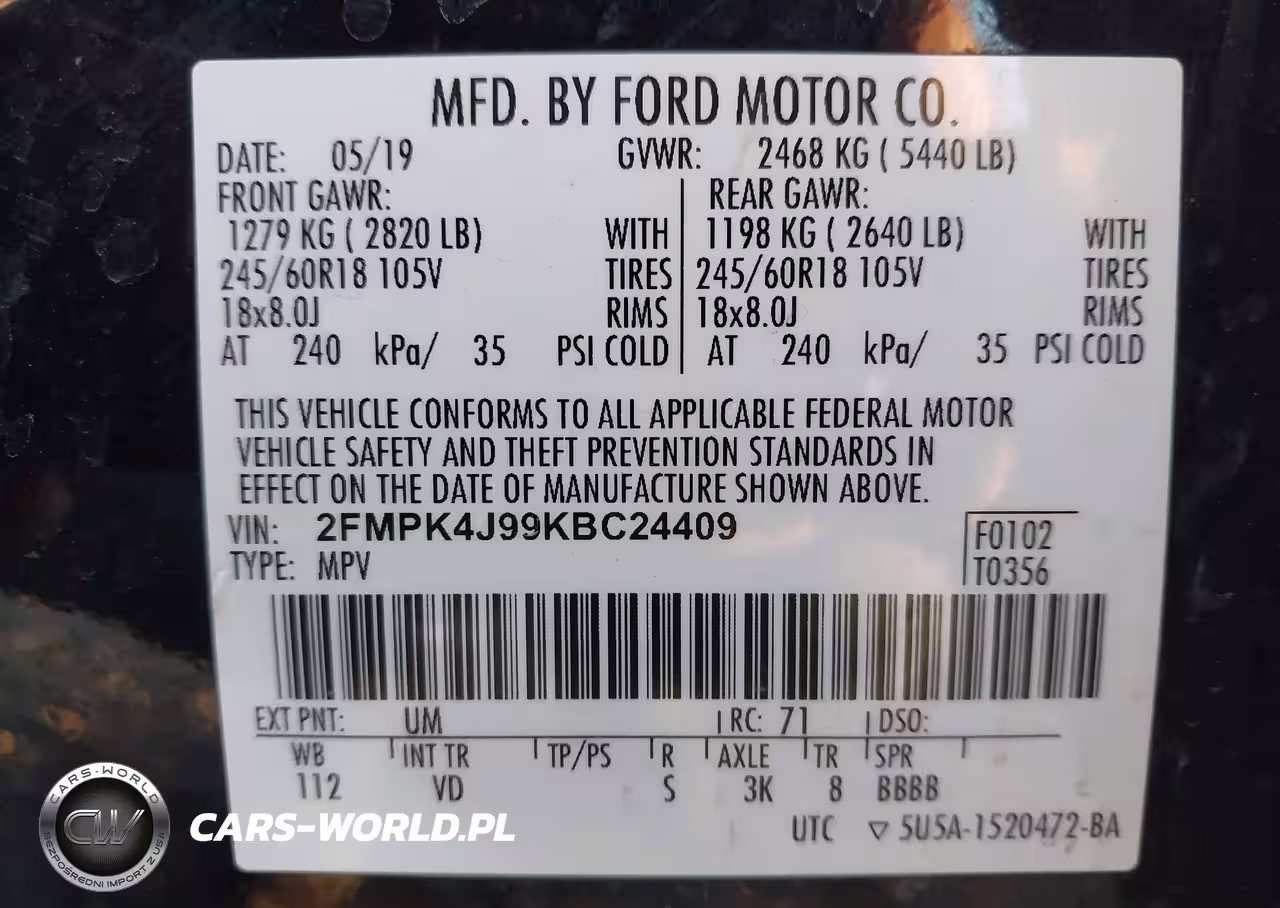 MFD. BY FORD MOTOR CO.
DATE: 05/19 GVWR: 2468 KG ( 5440 LB)
FRONT GAWR: REAR GAWR:
1279 KG ( 2820 LB) WITH 1198 KG ( 2640 LB) WITH
245/60R18 105V TIRES 245/60R18 105V TIRES
18x8.0J RIMS 18x8.0J RIMS
AT 240 kPa/ 35 PSI COLD AT 240 kPa/ 35 PSI COLD
THIS VEHICLE CONFORMS TO ALL APPLICABLE FEDERAL MOTOR
VEHICLE SAFETY AND THEFT PREVENTION STANDARDS IN
EFFECT ON THE DATE OF MANUFACTURE SHOWN ABOVE.
VIN: 2FMPK4J99KBC24409 F0102
TYPE: MPV T0356
EXT PNT: UM RC: 71 DSO:
WB INT TR TP/PS R AXLE TR SPR
112 VD S 3K 8 BBBB
UTC ▽ 5U5A-1520472-BA
CARS-WORLD
CW
BEZPOŚREDNI IMPORT Z USA
CARS-WORLD.PL